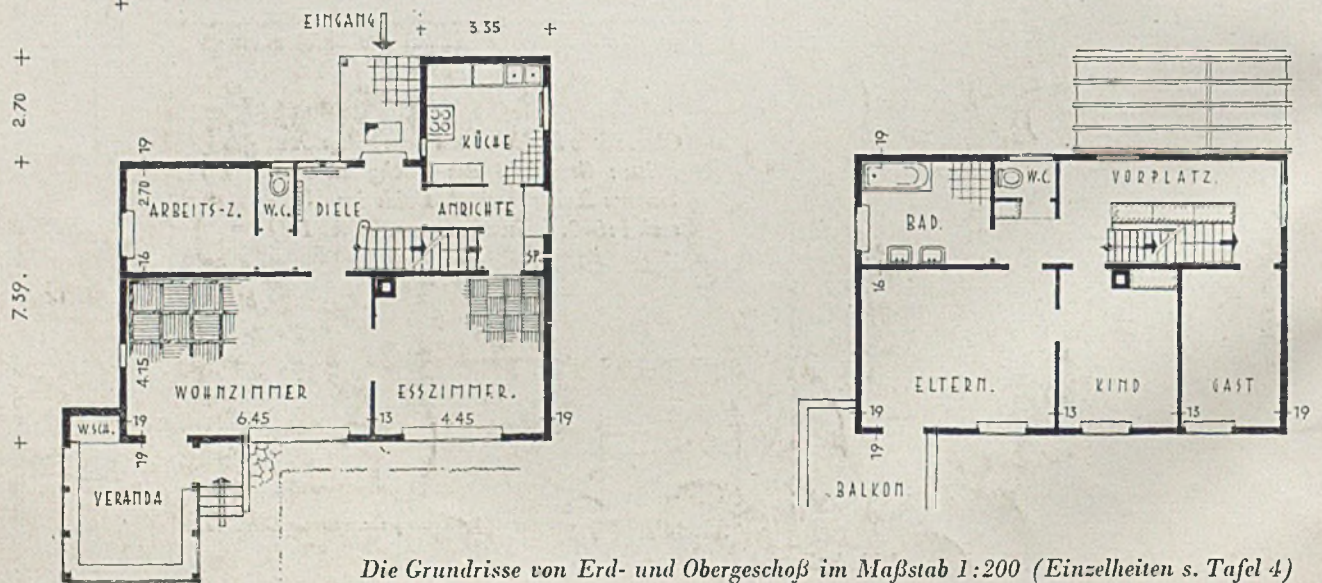 EINGANG
3.35
2.70
7.39.
19
2.70
16
4.15
19
19
KÜCHE
ARBEITS-Z.
W.C.
DIELE
ANRICHTE
SP.
WOHNZIMMER
6.45
13
ESSZIMMER.
4.45
19
W.SCH.
VERANDA
19
BAD.
W.C.
VORPLATZ.
16
ELTERN.
KIND
GAST
19
19
13
13
19
BALKON
Die Grundrisse von Erd- und Obergeschoß im Maßstab 1:200 (Einzelheiten s. Tafel 4)